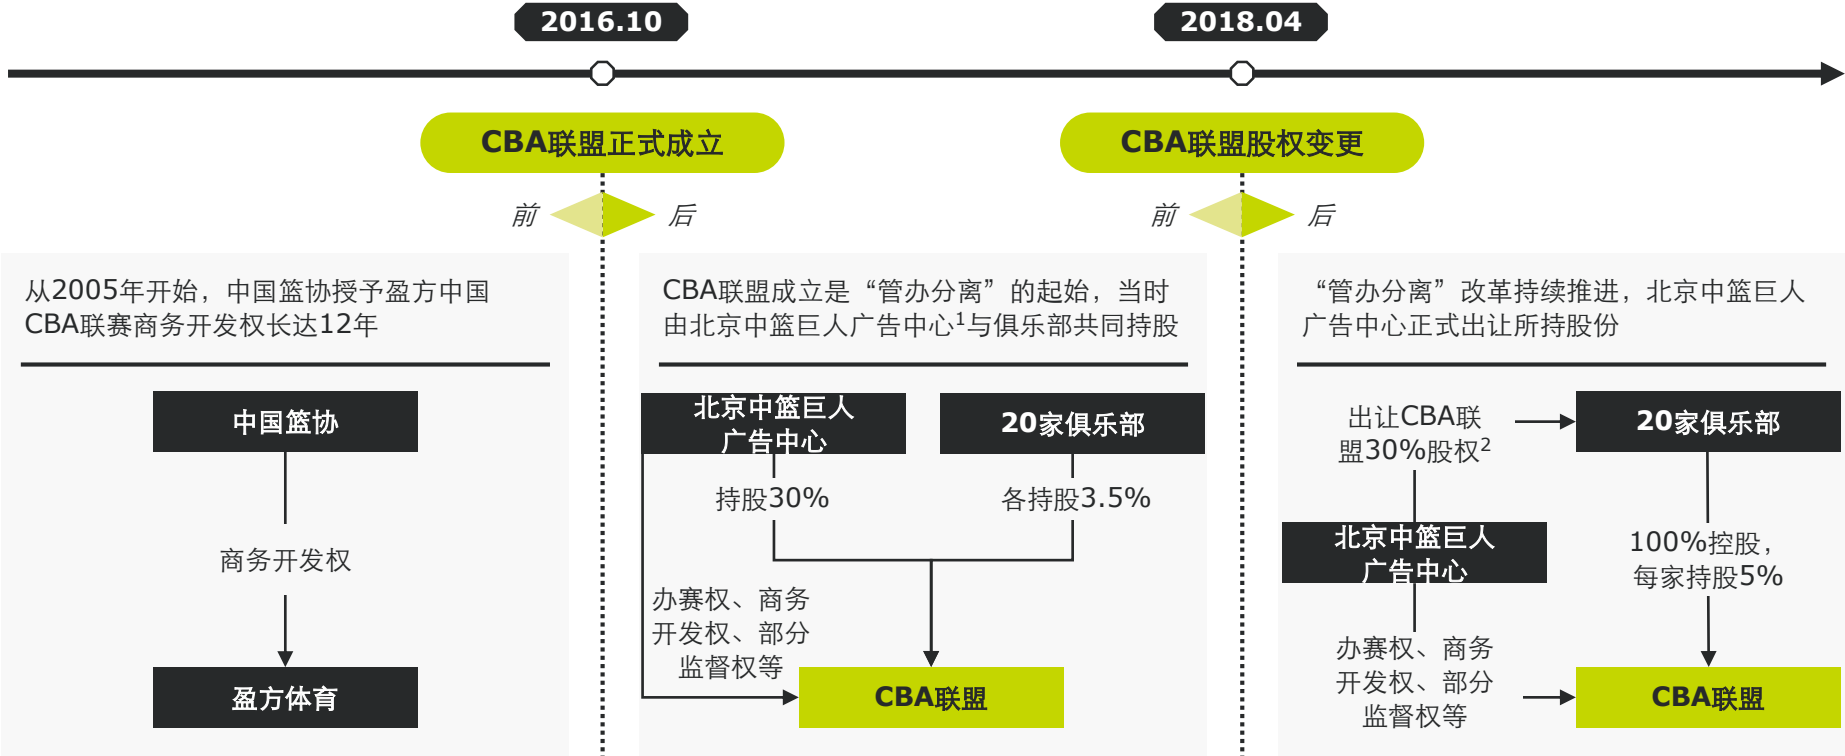 2016.10
2018.04
CBA联盟正式成立
CBA联盟股权变更
前
后
前
后
从2005年开始，中国篮协授予盈方中国
CBA联赛商务开发权长达12年
中国篮协
商务开发权
盈方体育
CBA联盟成立是“管办分离”的起始，当时
由北京中篮巨人广告中心1与俱乐部共同持股
北京中篮巨人
广告中心
20家俱乐部
持股30%
各持股3.5%
办赛权、商务
开发权、部分
监督权等
CBA联盟
“管办分离”改革持续推进，北京中篮巨人
广告中心正式出让所持股份
出让CBA联
盟30%股权2
20家俱乐部
北京中篮巨人
广告中心
100%控股，
每家持股5%
办赛权、商务
开发权、部分
监督权等
CBA联盟